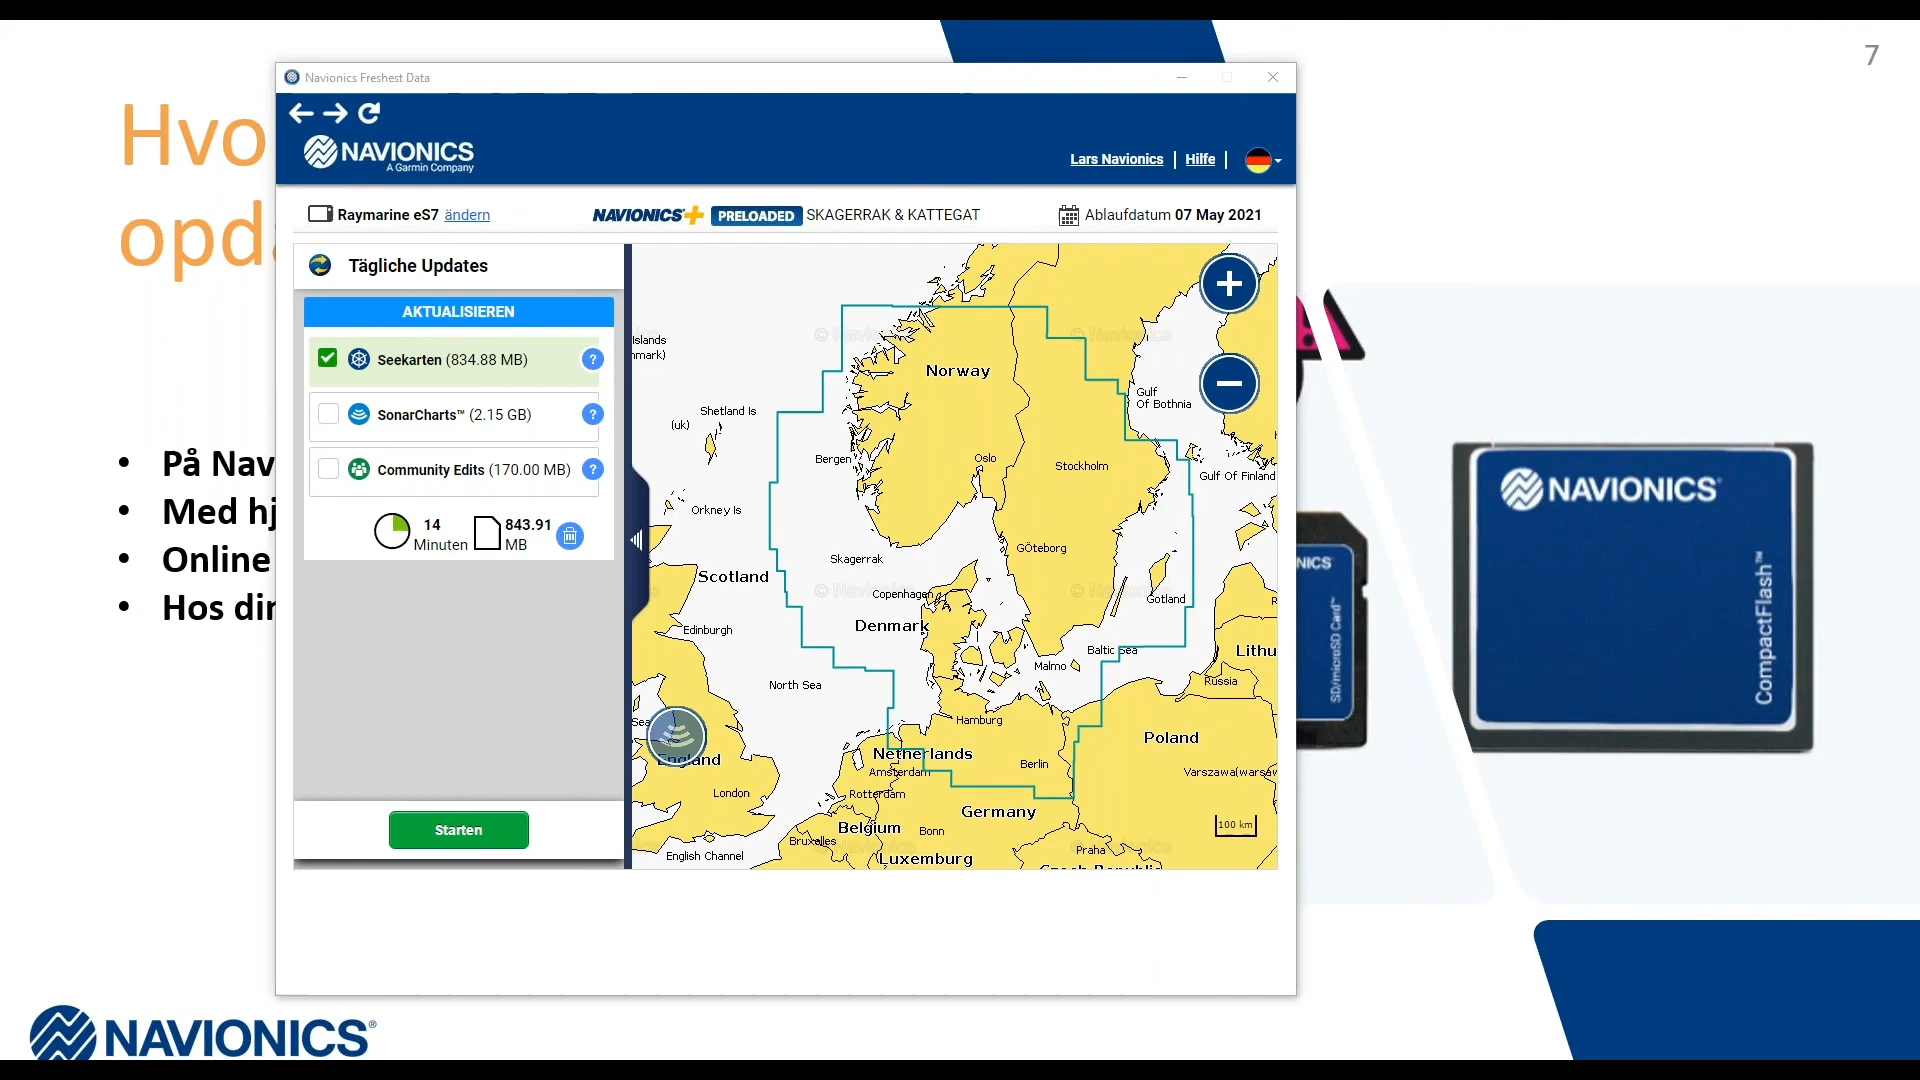 7
Navionics Freshest Data
Hvo
opda
NAVIONICS
A Garmin Company
Lars Navionics
Hilfe
Raymarine eS7 ändern
NAVIONICS+ PRELOADED SKAGERRAK & KATTEGAT
Ablaufdatum 07 May 2021
Tägliche Updates
AKTUALISIEREN
Seekarten (834.88 MB)
?
SonarCharts™ (2.15 GB)
?
Community Edits (170.00 MB)
?
14
Minuten
843.91
MB
Starten
På Nav
Med hj
Online
Hos din
Islands
Norway
Gulf
Of Bothnia
Shetland Is
(uk)
Bergen
Oslo
Stockholm
Gulf Of Finland
Orkney Is
Göteborg
Skagerrak
Scotland
Copenhagen
Gotland
Denmark
Edinburgh
Baltic Sea
Lithu
Malmo
North Sea
Russia
Hamburg
Poland
England
Netherlands
Berlin
Amsterdam
Varszawa(warsaw
London
Rotterdam
Germany
100 km
Belgium
Bonn
Bruxelles
Praha
English Channel
Luxemburg
NAVIONICS®
CompactFlash™
NICS
SD/microSD Card™
NAVIONICS®